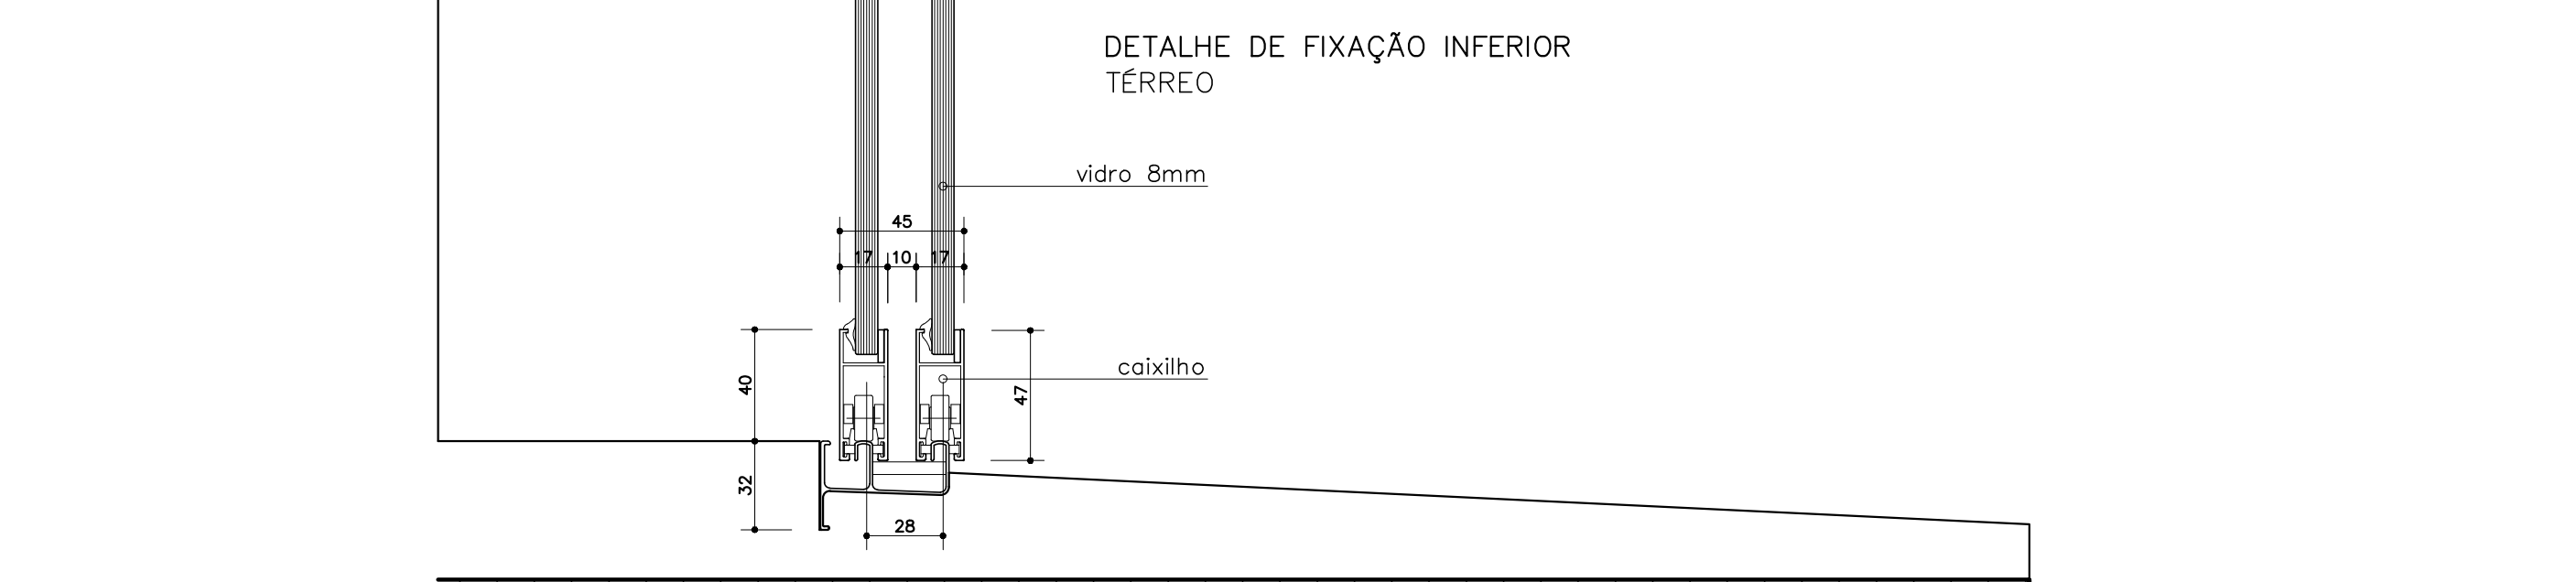 DETALHE DE FIXAÇÃO INFERIOR
TÉRREO
vidro 8mm
45
17 10 17
caixilho
40
47
32
28